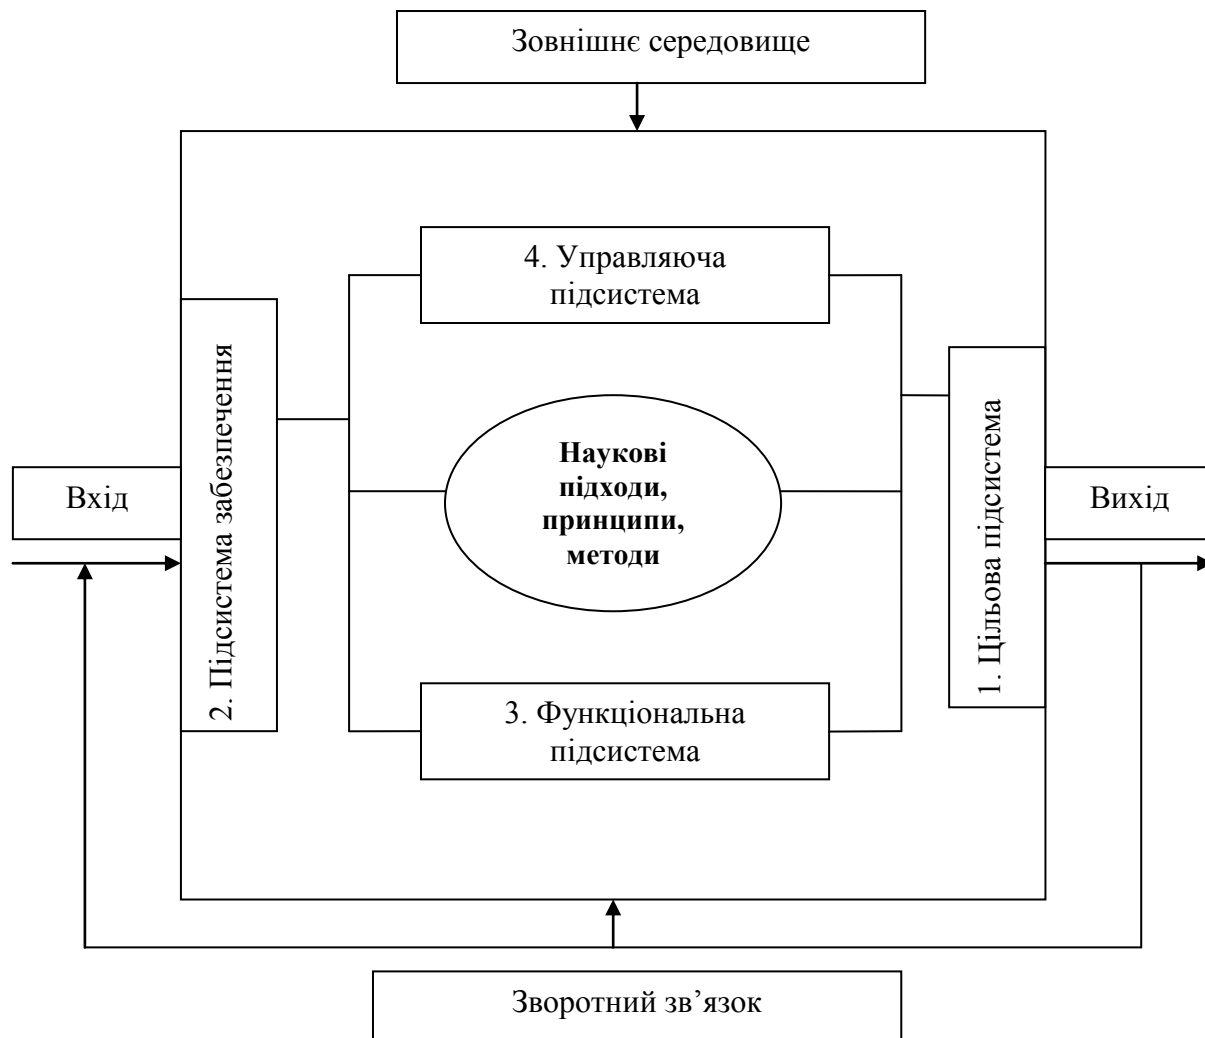 Зовнішнє середовище
4. Управляюча
підсистема
2. Підсистема забезпечення
Наукові
підходи,
принципи,
методи
1. Цільова підсистема
Вхід
Вихід
3. Функціональна
підсистема
Зворотний зв’язок